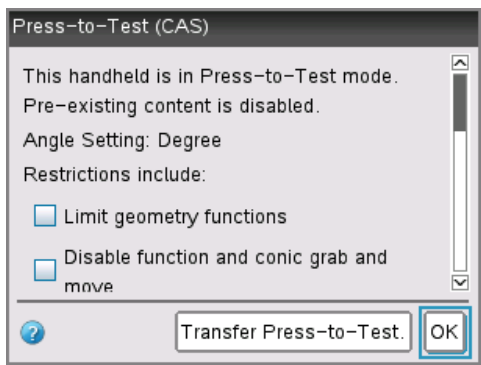 Press-to-Test (CAS)
This handheld is in Press-to-Test mode.
Pre-existing content is disabled.
Angle Setting: Degree
Restrictions include:
Limit geometry functions
Disable function and conic grab and
move
Transfer Press-to-Test. OK